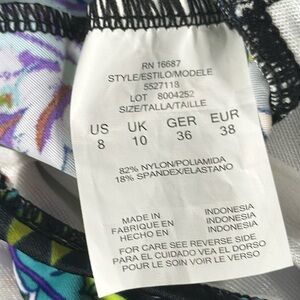 RN 16687
STYLE/ESTILO/MODELE
5527118
LOT 8004252
SIZE/TALLA/TAILLE
US UK GER EUR
8 10 36 38
82% NYLON/POLIAMIDA
18% SPANDEX/ELASTANO
MADE IN INDONESIA
FABRIQUE EN INDONESIA
HECHO EN INDONESIA
FOR CARE SEE REVERSE SIDE
PARA EL CUIDADO VEA EL DORSO
POUR LE SOIN VOIR LE VERSO